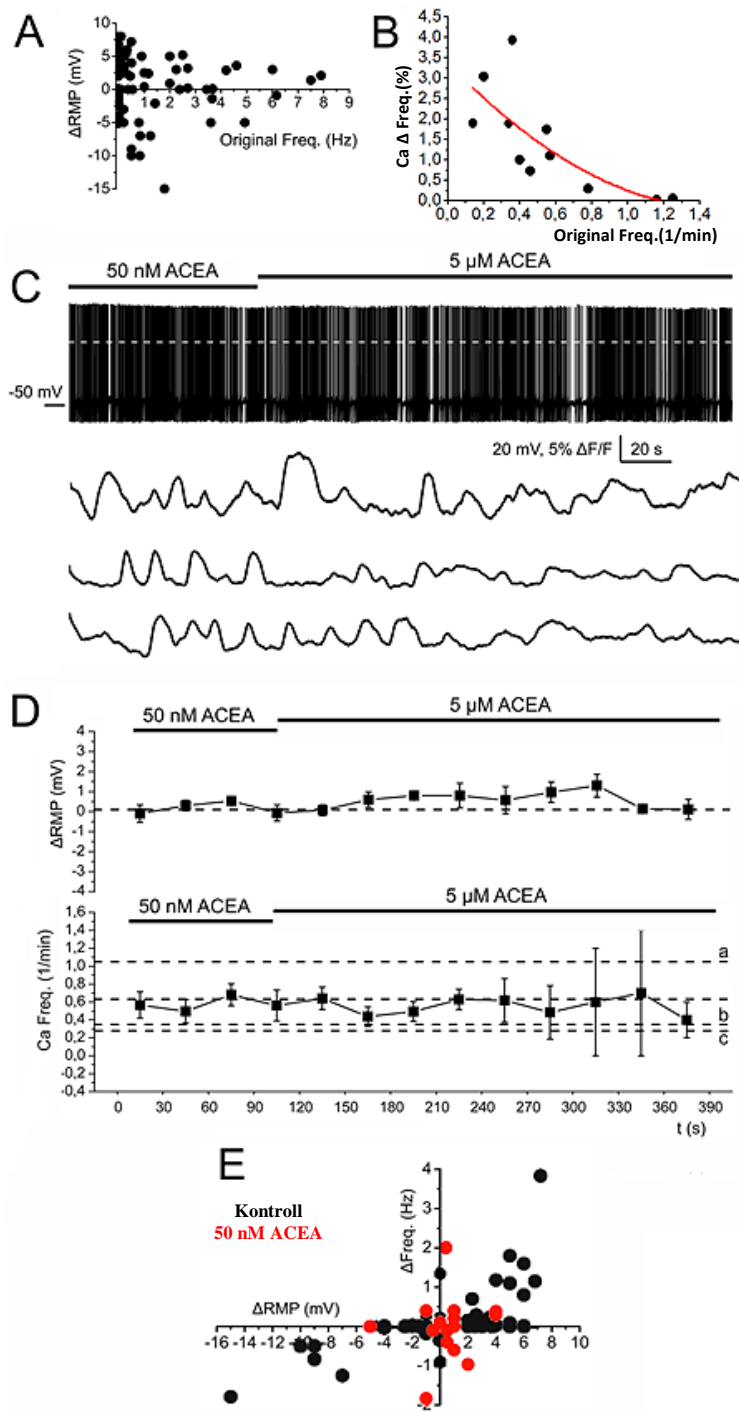 A
ΔRMP (mV)
10
5
0
-5
-10
-15
1 2 3 4 5 6 7 8 9
Original Freq. (Hz)
B
Ca Δ Freq.(%)
4,5
4,0
3,5
3,0
2,5
2,0
1,5
1,0
0,5
0,0
0,2 0,4 0,6 0,8 1,0 1,2 1,4
Original Freq.(1/min)
50 nM ACEA
5 µM ACEA
C
-50 mV
20 mV, 5% ΔF/F
20 s
D
50 nM ACEA
5 µM ACEA
ΔRMP (mV)
4
3
2
1
0
-1
-2
-3
-4
50 nM ACEA
5 µM ACEA
Ca Freq. (1/min)
1,6
1,4
1,2
1,0
0,8
0,6
0,4
0,2
0,0
-0,2
-0,4
a
b
c
0 30 60 90 120 150 180 210 240 270 300 330 360 390
t (s)
E
Kontroll
50 nM ACEA
ΔFreq. (Hz)
4
3
2
1
-1
-2
ΔRMP (mV)
-16 -14 -12 -10 -8 -6 -4 -2 0 2 4 6 8 10